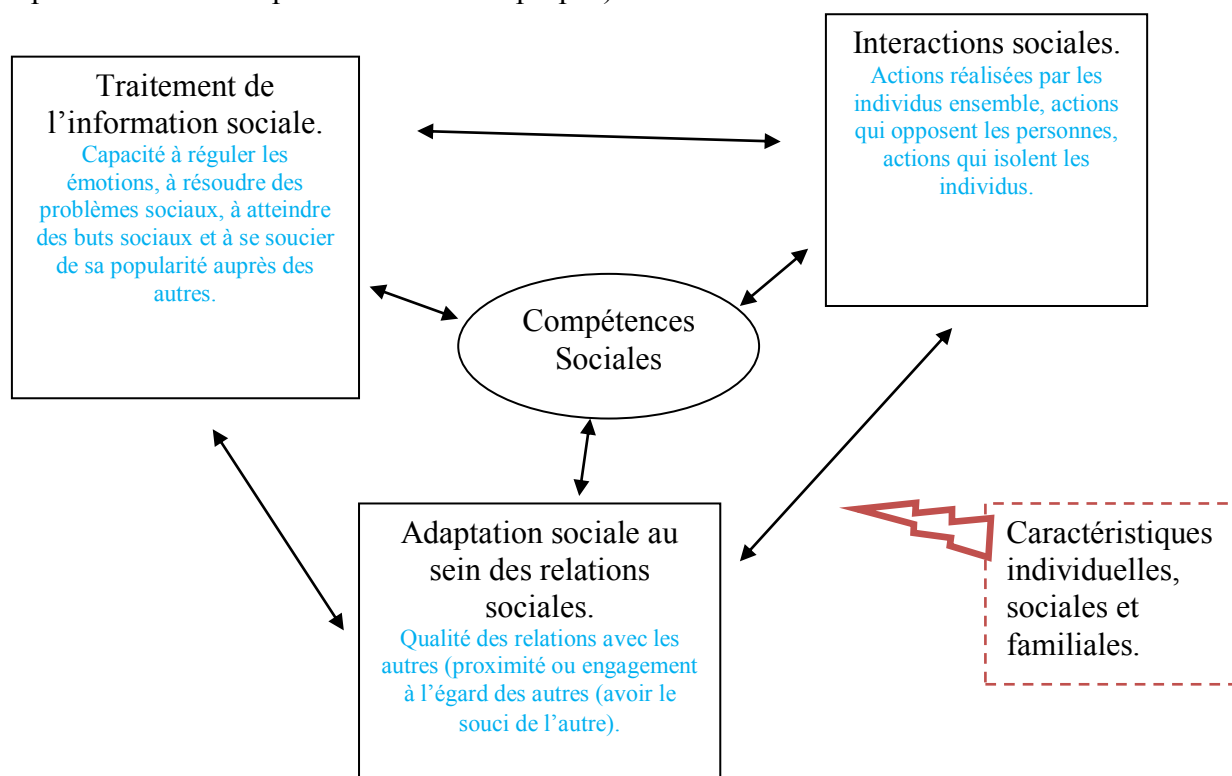 Interactions sociales.
Actions réalisées par les
individus ensemble, actions
qui opposent les personnes,
actions qui isolent les
individus.
Traitement de
l’information sociale.
Capacité à réguler les
émotions, à résoudre des
problèmes sociaux, à atteindre
des buts sociaux et à se soucier
de sa popularité auprès des
autres.
Compétences
Sociales
Adaptation sociale au
sein des relations
sociales.
Qualité des relations avec les
autres (proximité ou engagement
à l’égard des autres (avoir le
souci de l’autre).
Caractéristiques
individuelles,
sociales et
familiales.